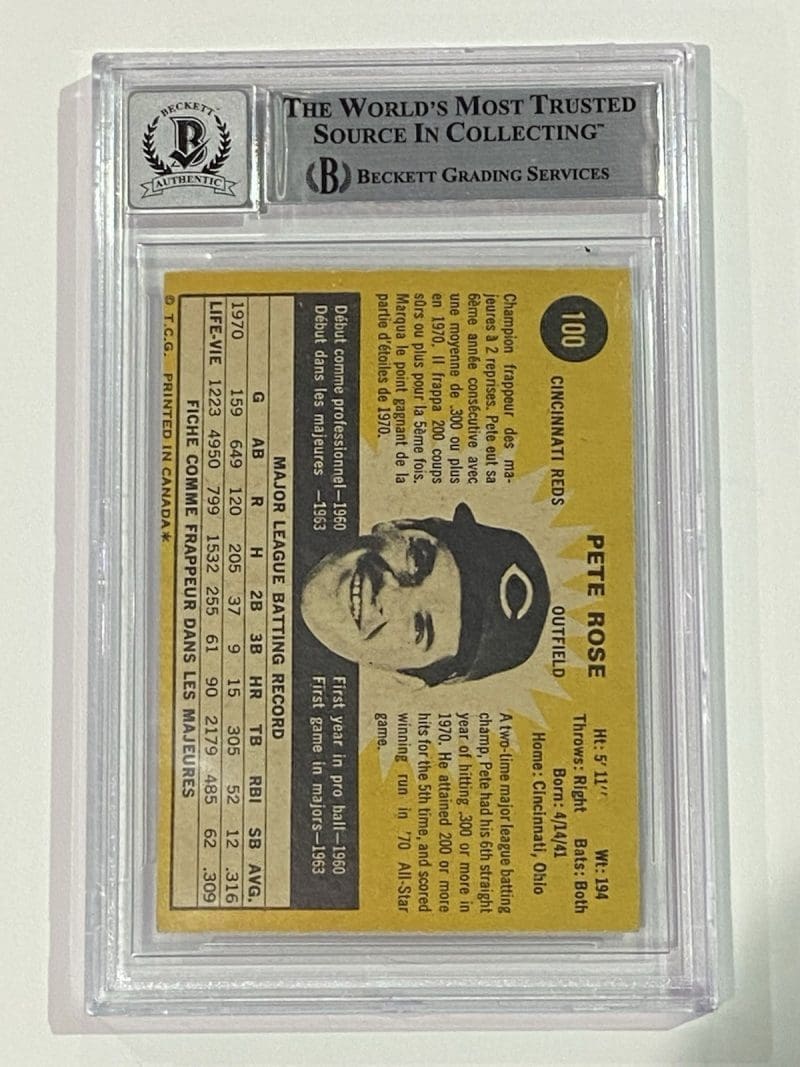 BECKETT
B
AUTHENTIC
THE WORLD'S MOST TRUSTED
SOURCE IN COLLECTING™
(B) BECKETT GRADING SERVICES
100
PETE ROSE
CINCINNATI REDS
OUTFIELD
Ht: 5' 11" Wt: 194
Throws: Right Bats: Both
Born: 4/14/41
Home: Cincinnati, Ohio
Champion frappeur des ma-
jeures à 2 reprises. Pete eut sa
6ème année consécutive avec
une moyenne de .300 ou plus
en 1970. Il frappa 200 coups
sûrs ou plus pour la 5ème fois.
Marqua le point gagnant de la
partie d'étoiles de 1970.
A two-time major league batting
champ, Pete had his 6th straight
year of hitting .300 or more in
1970. He attained 200 or more
hits for the 5th time, and scored
winning run in '70 All-Star
game.
Début comme professionnel—1960
Début dans les majeures —1963
First year in pro ball—1960
First game in majors—1963
MAJOR LEAGUE BATTING RECORD
G AB R H 2B 3B HR TB RBI SB AVG.
1970 159 649 120 205 37 9 15 305 52 12 .316
LIFE-VIE 1223 4950 799 1532 255 61 90 2179 485 62 .309
FICHE COMME FRAPPEUR DANS LES MAJEURES
© T.C.G. PRINTED IN CANADA*